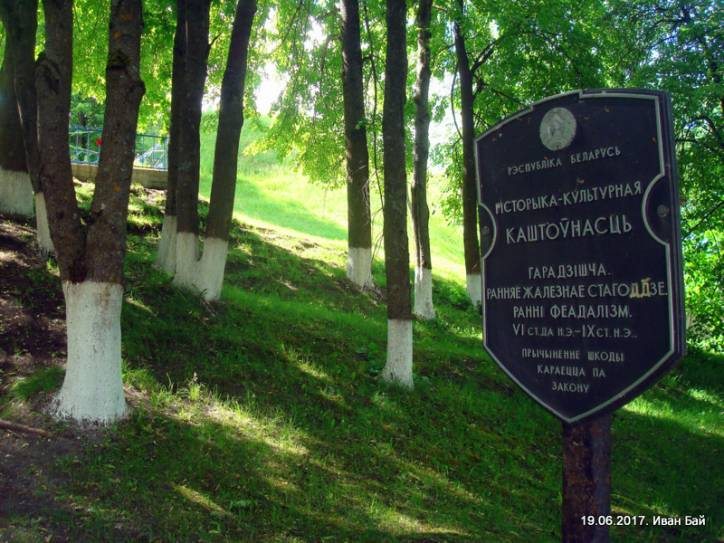 РЭСПУБЛІКА БЕЛАРУСЬ
ГІСТОРЫКА-КУЛЬТУРНАЯ
КАШТОЎНАСЦЬ
ГАРАДЗІШЧА.
РАННЯЕ ЖАЛЕЗНАЕ СТАГОДДЗЕ.
РАННІ ФЕАДАЛІЗМ.
VI СТ.ДА Н.Э.-IX СТ. Н.Э..
ПРЫЧЫНЕННЕ ШКОДЫ
КАРАЕЦЦА ПА
ЗАКОНУ
19.06.2017. Иван Бай